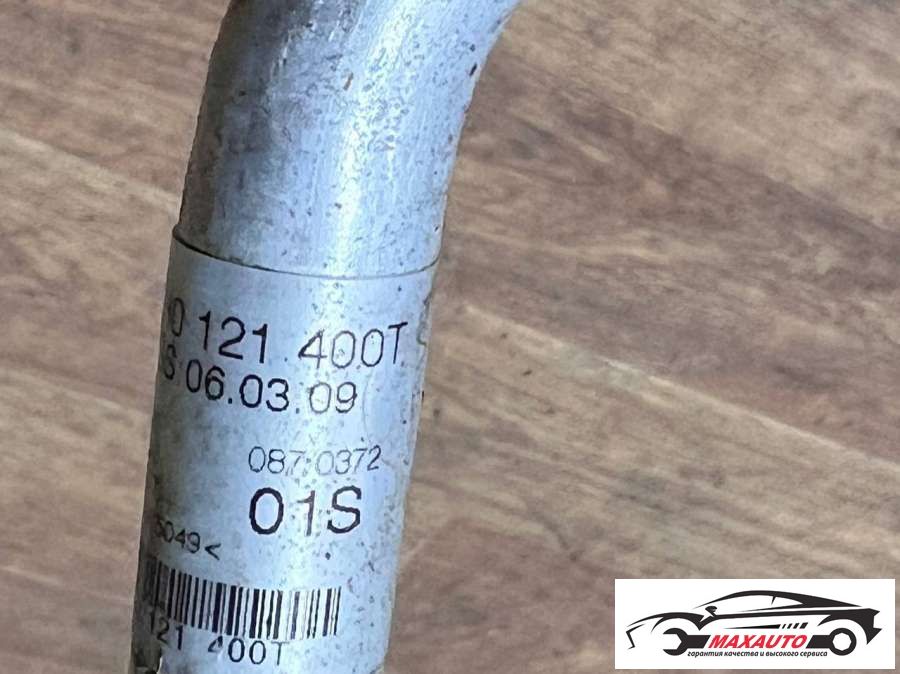 0 121 400T
S 06.03.09
087 0372
01S
5049<
121 400T
MAXAUTO
гарантия качества и высокого сервиса